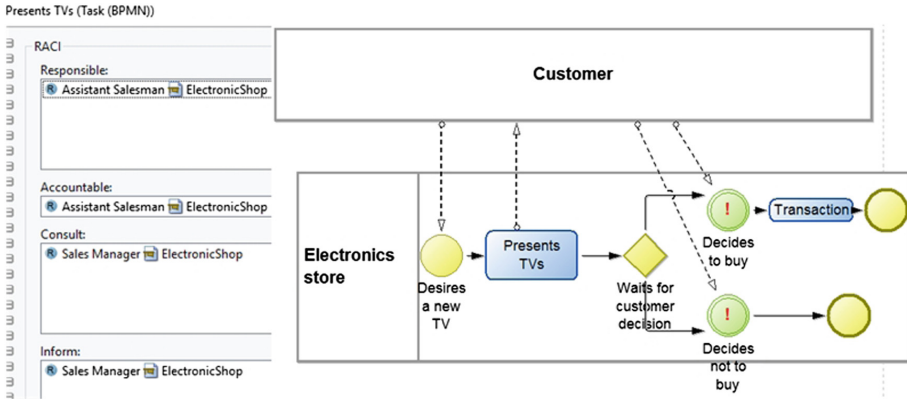 Presents TVs (Task (BPMN))
RACI
Responsible:
R Assistant Salesman ElectronicShop
Accountable:
R Assistant Salesman ElectronicShop
Consult:
R Sales Manager ElectronicShop
Inform:
R Sales Manager ElectronicShop
Customer
Electronics
store
Desires
a new
TV
Presents
TVs
Waits for
customer
decision
!
Decides
to buy
Transaction
!
Decides
not to
buy